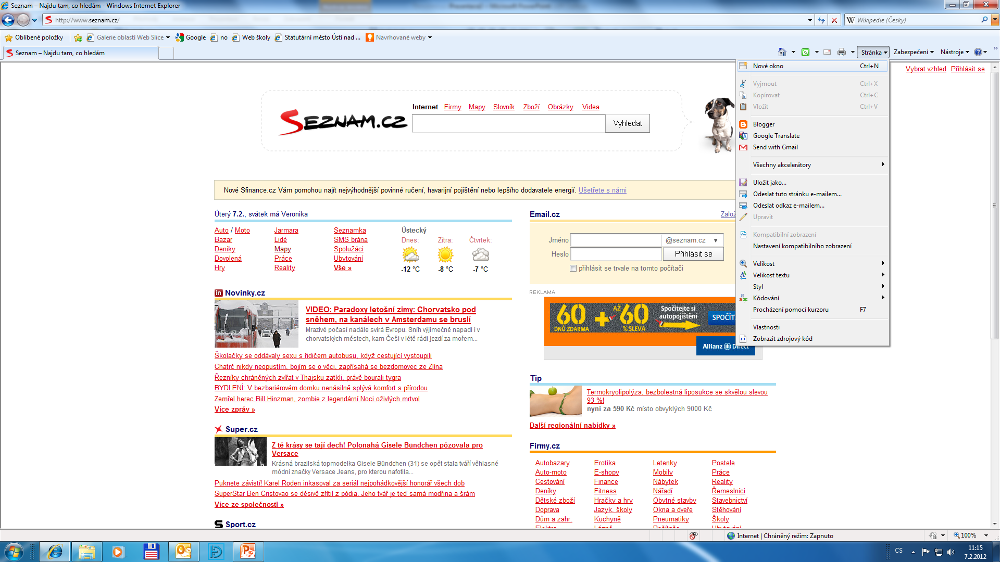 Seznam – Najdu tam, co hledám - Windows Internet Explorer
http://www.seznam.cz/
Wikipedie (Česky)
Oblíbené položky
Galerie oblastí Web Slice
Google
no
Web školy
Statutární město Ústí nad ...
Navrhované weby
Seznam – Najdu tam, co hledám
Stránka
Zabezpečení
Nástroje
Nové okno Ctrl+N
Vyjmout Ctrl+X
Kopírovat Ctrl+C
Vložit Ctrl+V
Blogger
Google Translate
Send with Gmail
Všechny akcelerátory
Uložit jako...
Odeslat tuto stránku e-mailem...
Odeslat odkaz e-mailem...
Upravit
Kompatibilní zobrazení
Nastavení kompatibilního zobrazení
Velikost
Velikost textu
Styl
Kódování
Procházení pomocí kurzoru F7
Vlastnosti
Zobrazit zdrojový kód
Vybrat vzhled Přihlásit se
Internet Firmy Mapy Slovník Zboží Obrázky Videa
SEZNAM.CZ
Vyhledat
Nové Sfinance.cz Vám pomohou najít nejvýhodnější povinné ručení, havarijní pojištění nebo lepšího dodavatele energií. Ušetřete s námi
Úterý 7.2., svátek má Veronika
Auto / Moto Jarmara Seznamka
Bazar Lidé SMS brána
Deníky Mapy Spolužáci
Dovolená Práce Ubytování
Hry Reality Vše »
Ústecký
Dnes: Zítra: Čtvrtek:
-12 °C -8 °C -7 °C
Email.cz
Založ
Jméno @seznam.cz
Heslo Přihlásit se
přihlásit se trvale na tomto počítači
REKLAMA
60 + AŽ 60
DNŮ ZDARMA % SLEVA
Spočítejte si
autopojištění
SPOČÍT
Allianz Direct
Novinky.cz
VIDEO: Paradoxy letošní zimy: Chorvatsko pod
sněhem, na kanálech v Amsterdamu se bruslí
Mrazivé počasí nadále svírá Evropu. Sníh výjimečně napadl i v
chorvatských městech, kam Češi v létě rádi jezdí za mořem...
Školačky se oddávaly sexu s řidičem autobusu, když cestující vystoupili
Chatrč nikdy neopustím, bojím se o věci, zapřísahá se bezdomovec ze Zlína
Řezníky chráněných zvířat v Thajsku zatkli, právě bourali tygra
BYDLENÍ: V bezbariérovém domku nenásilně splývá komfort s přírodou
Zemřel herec Bill Hinzman, zombie z legendární Noci oživlých mrtvol
Více zpráv »
Tip
Termokryolipolýza, bezbolestná liposukce se skvělou slevou
93 %!
nyní za 590 Kč místo obvyklých 9000 Kč
Další regionální nabídky »
Super.cz
Z té krásy se tají dech! Polonahá Gisele Bündchen pózovala pro
Versace
Krásná brazilská topmodelka Gisele Bündchen (31) se opět stala tváří věhlasné
módní značky Versace Jeans, pro kterou nafotila...
Puknete závistí! Karel Roden inkasoval za seriál nejpohádkovější honorář všech dob
SuperStar Ben Cristovao se děsivě zřítil z pódia. Jeho tvář je teď samá modřina a šrám
Více ze společnosti »
Firmy.cz
Autobazary Erotika Letenky Postele
Auto-moto E-shopy Mobily Práce
Cestování Finance Nábytek Reality
Deníky Fitness Nářadí Řemeslníci
Dětské zboží Hračky a hry Obytné stavby Stavebnictví
Doprava Jazyk. školy Okna a dveře Stěhování
Dům a zahr. Kuchyně Pneumatiky Školy
Elektro Lázně Počítače Ubytování
Sport.cz
Internet | Chráněný režim: Zapnuto
100%
CS
11:15
7.2.2012